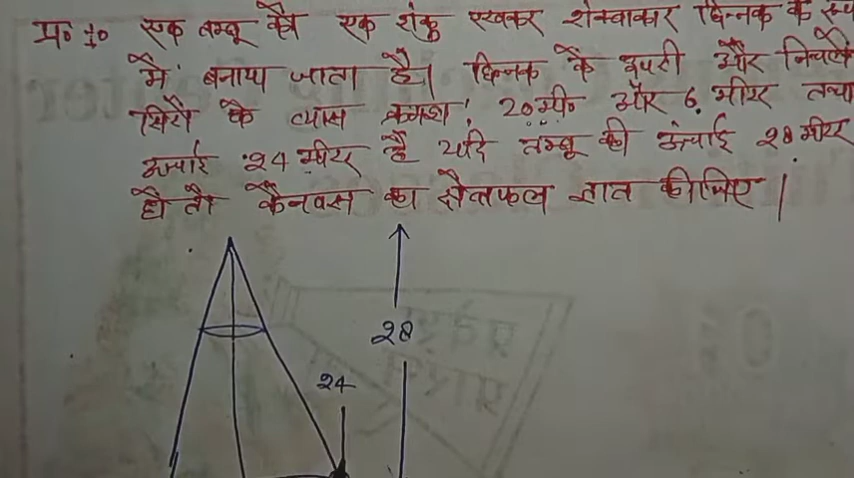 प्र० 10 एक तम्बू को एक शंकु रखकर शंक्वाकार छिन्नक के रूप
में बनाया जाता है। छिन्नक के ऊपरी और निचले
सिरों के व्यास क्रमश: 20 मी० और 6 मीटर तथा
ऊंचाई 24 मीटर है यदि तम्बू की ऊंचाई 28 मीटर
हो तो कैनवस का क्षेत्रफल ज्ञात कीजिए।
28
24